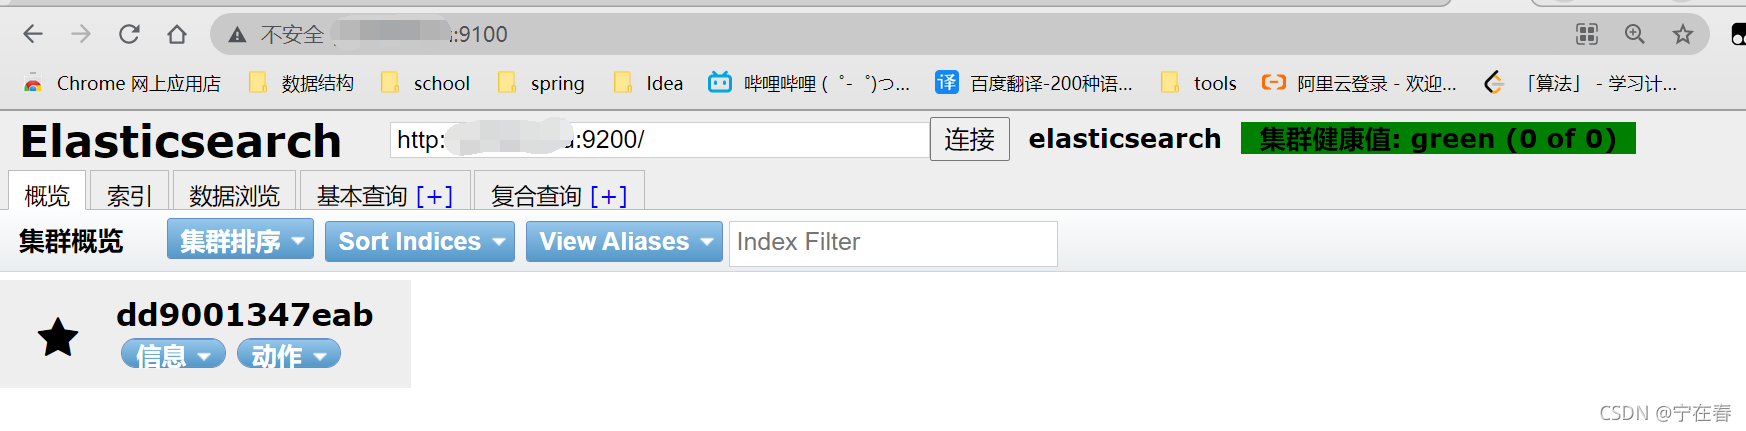 不安全 :9100
Chrome 网上应用店 数据结构 school spring Idea 哔哩哔哩 ( ゜- ゜)つ... 百度翻译-200种语... tools 阿里云登录 - 欢迎... 「算法」 - 学习计...
Elasticsearch http: :9200/ 连接 elasticsearch 集群健康值: green (0 of 0)
概览 索引 数据浏览 基本查询 [+] 复合查询 [+]
集群概览 集群排序 Sort Indices View Aliases Index Filter
dd9001347eab
信息 动作
CSDN @宁在春